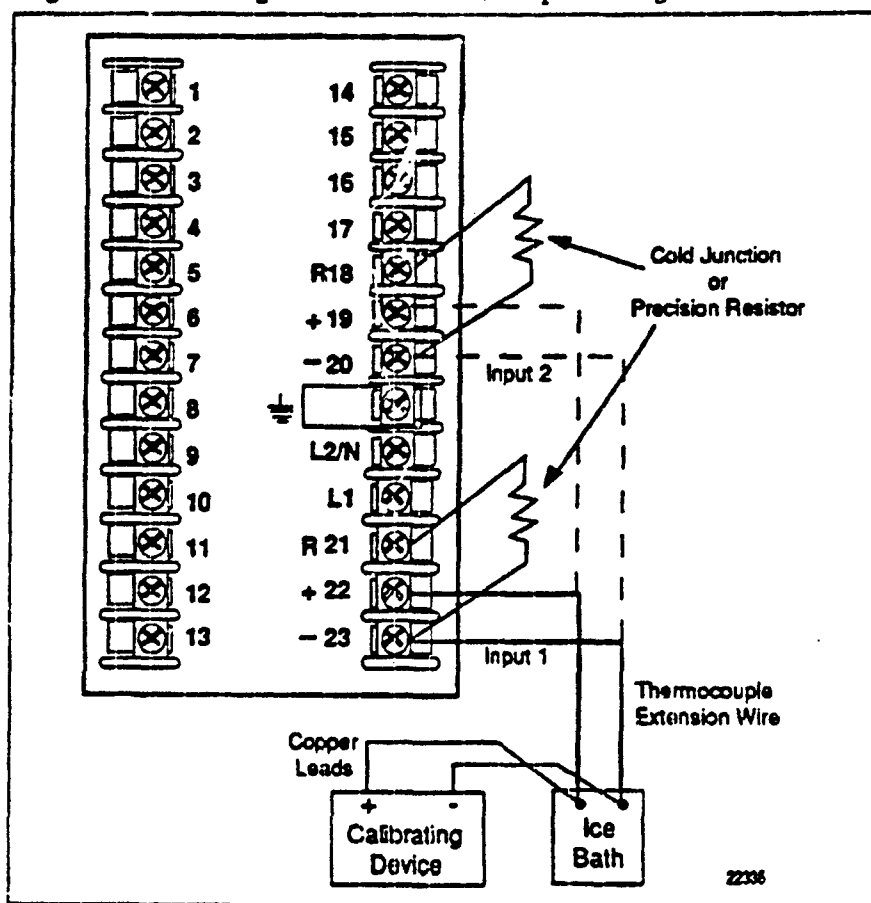 1
2
3
4
5
6
7
8
9
10
11
12
13
14
15
16
17
R18
+ 19
− 20
L2/N
L1
R 21
+ 22
− 23
Cold Junction
or
Precision Resistor
Input 2
Input 1
Thermocouple
Extension Wire
Copper
Leads
+ -
Calibrating
Device
Ice
Bath
22336